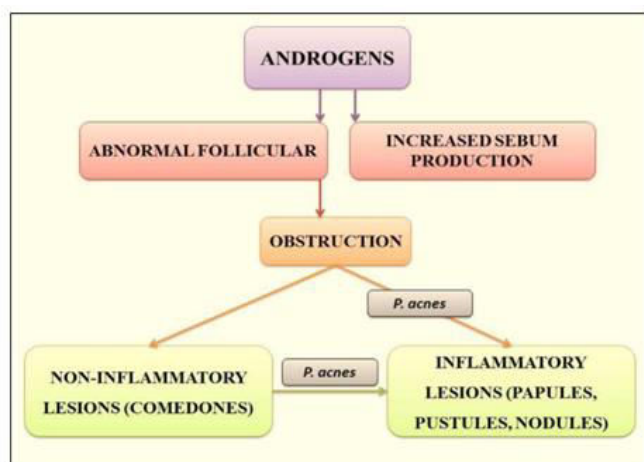 ANDROGENS
ABNORMAL FOLLICULAR
INCREASED SEBUM
PRODUCTION
OBSTRUCTION
P. acnes
NON-INFLAMMATORY
LESIONS (COMEDONES)
P. acnes
INFLAMMATORY
LESIONS (PAPULES,
PUSTULES, NODULES)